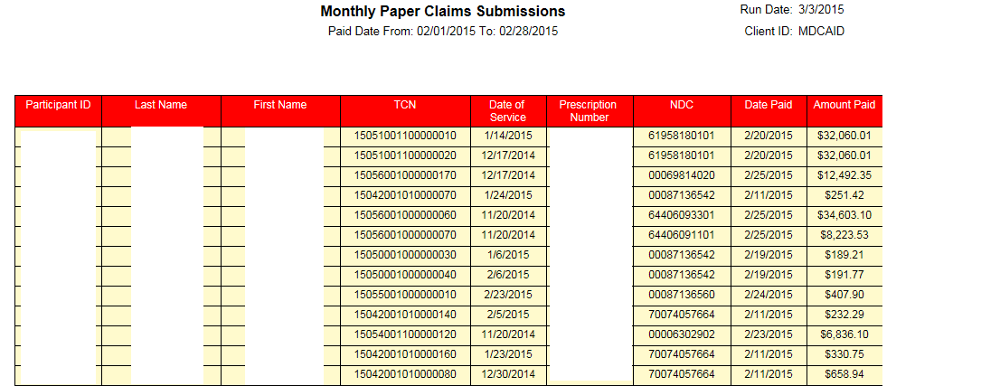 Monthly Paper Claims Submissions
Run Date: 3/3/2015
Paid Date From: 02/01/2015 To: 02/28/2015
Client ID: MDCAID
Participant ID Last Name First Name TCN Date of Service Prescription Number NDC Date Paid Amount Paid
15051001100000010 1/14/2015 61958180101 2/20/2015 $32,060.01
15051001100000020 12/17/2014 61958180101 2/20/2015 $32,060.01
15056001000000170 12/17/2014 00069814020 2/25/2015 $12,492.35
15042001010000070 1/24/2015 00087136542 2/11/2015 $251.42
15056001000000060 11/20/2014 64406093301 2/25/2015 $34,603.10
15056001000000070 11/20/2014 64406091101 2/25/2015 $8,223.53
15050001000000030 1/6/2015 00087136542 2/19/2015 $189.21
15050001000000040 2/6/2015 00087136542 2/19/2015 $191.77
15055001000000010 2/23/2015 00087136560 2/24/2015 $407.90
15042001010000140 2/5/2015 70074057664 2/11/2015 $232.29
15054001100000120 11/20/2014 00006302902 2/23/2015 $6,836.10
15042001010000160 1/23/2015 70074057664 2/11/2015 $330.75
15042001010000080 12/30/2014 70074057664 2/11/2015 $658.94